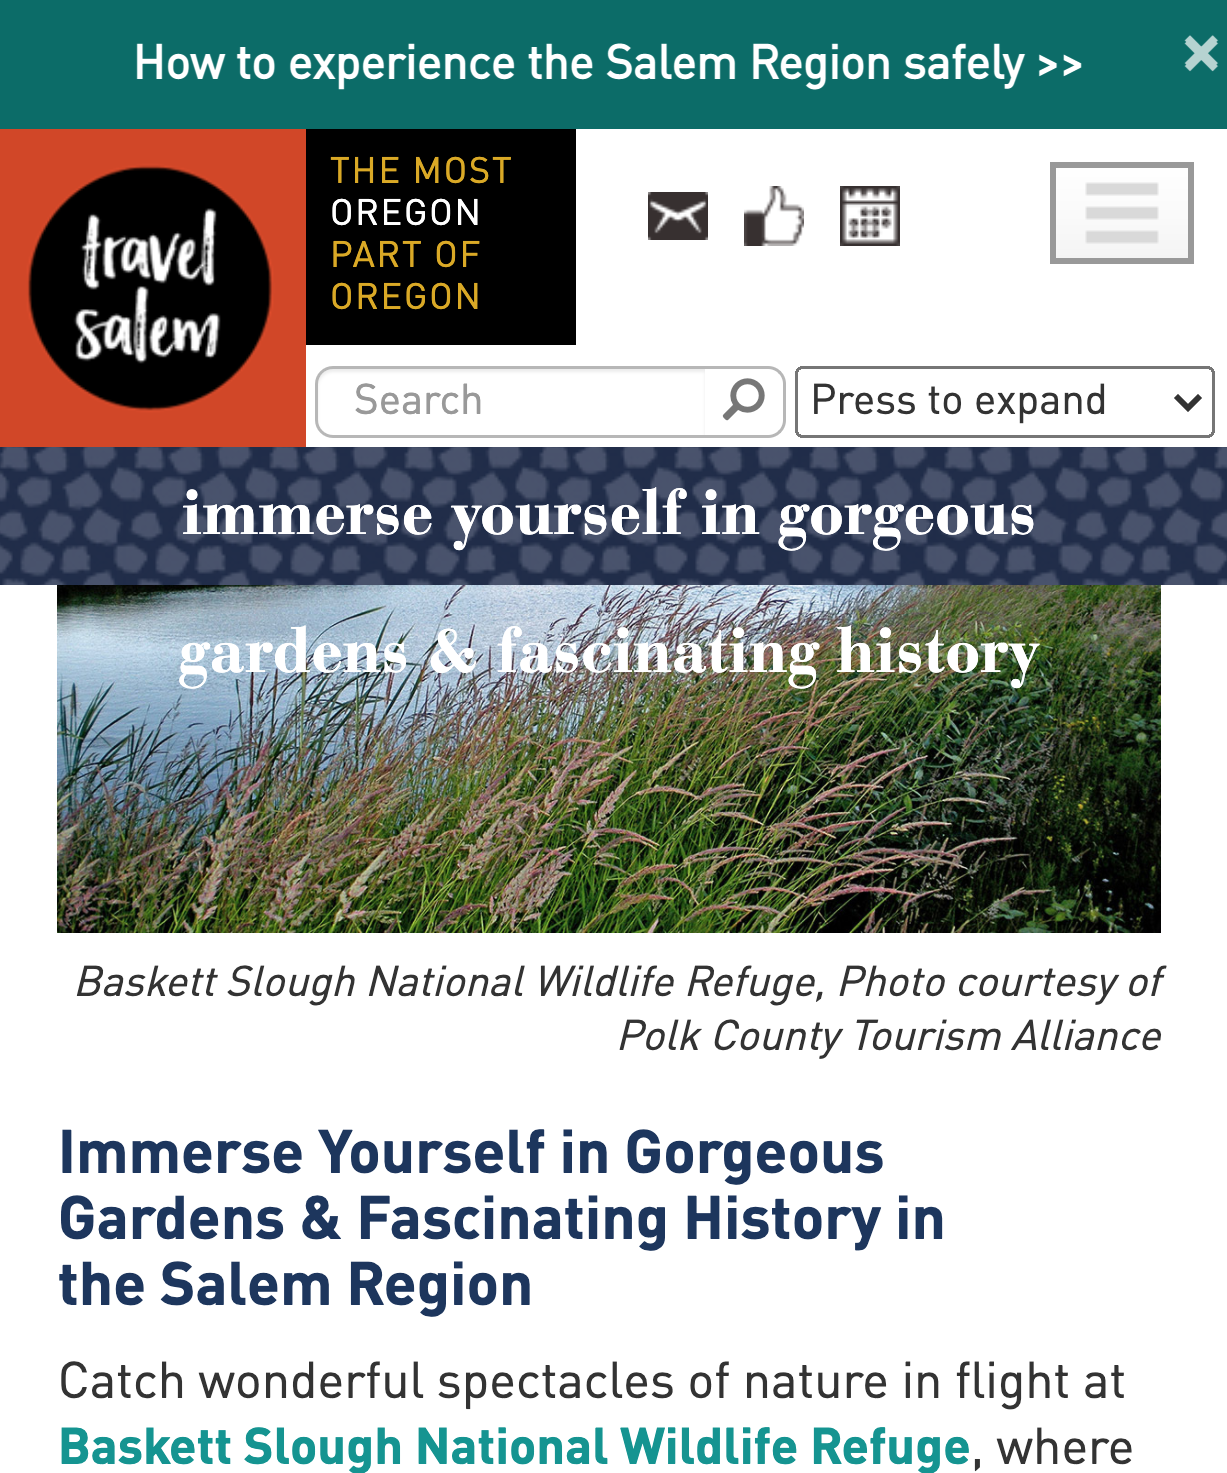 How to experience the Salem Region safely >>
travel
salem
THE MOST
OREGON
PART OF
OREGON
Search
Press to expand
immerse yourself in gorgeous
gardens & fascinating history
Baskett Slough National Wildlife Refuge, Photo courtesy of
Polk County Tourism Alliance
Immerse Yourself in Gorgeous
Gardens & Fascinating History in
the Salem Region
Catch wonderful spectacles of nature in flight at
Baskett Slough National Wildlife Refuge, where